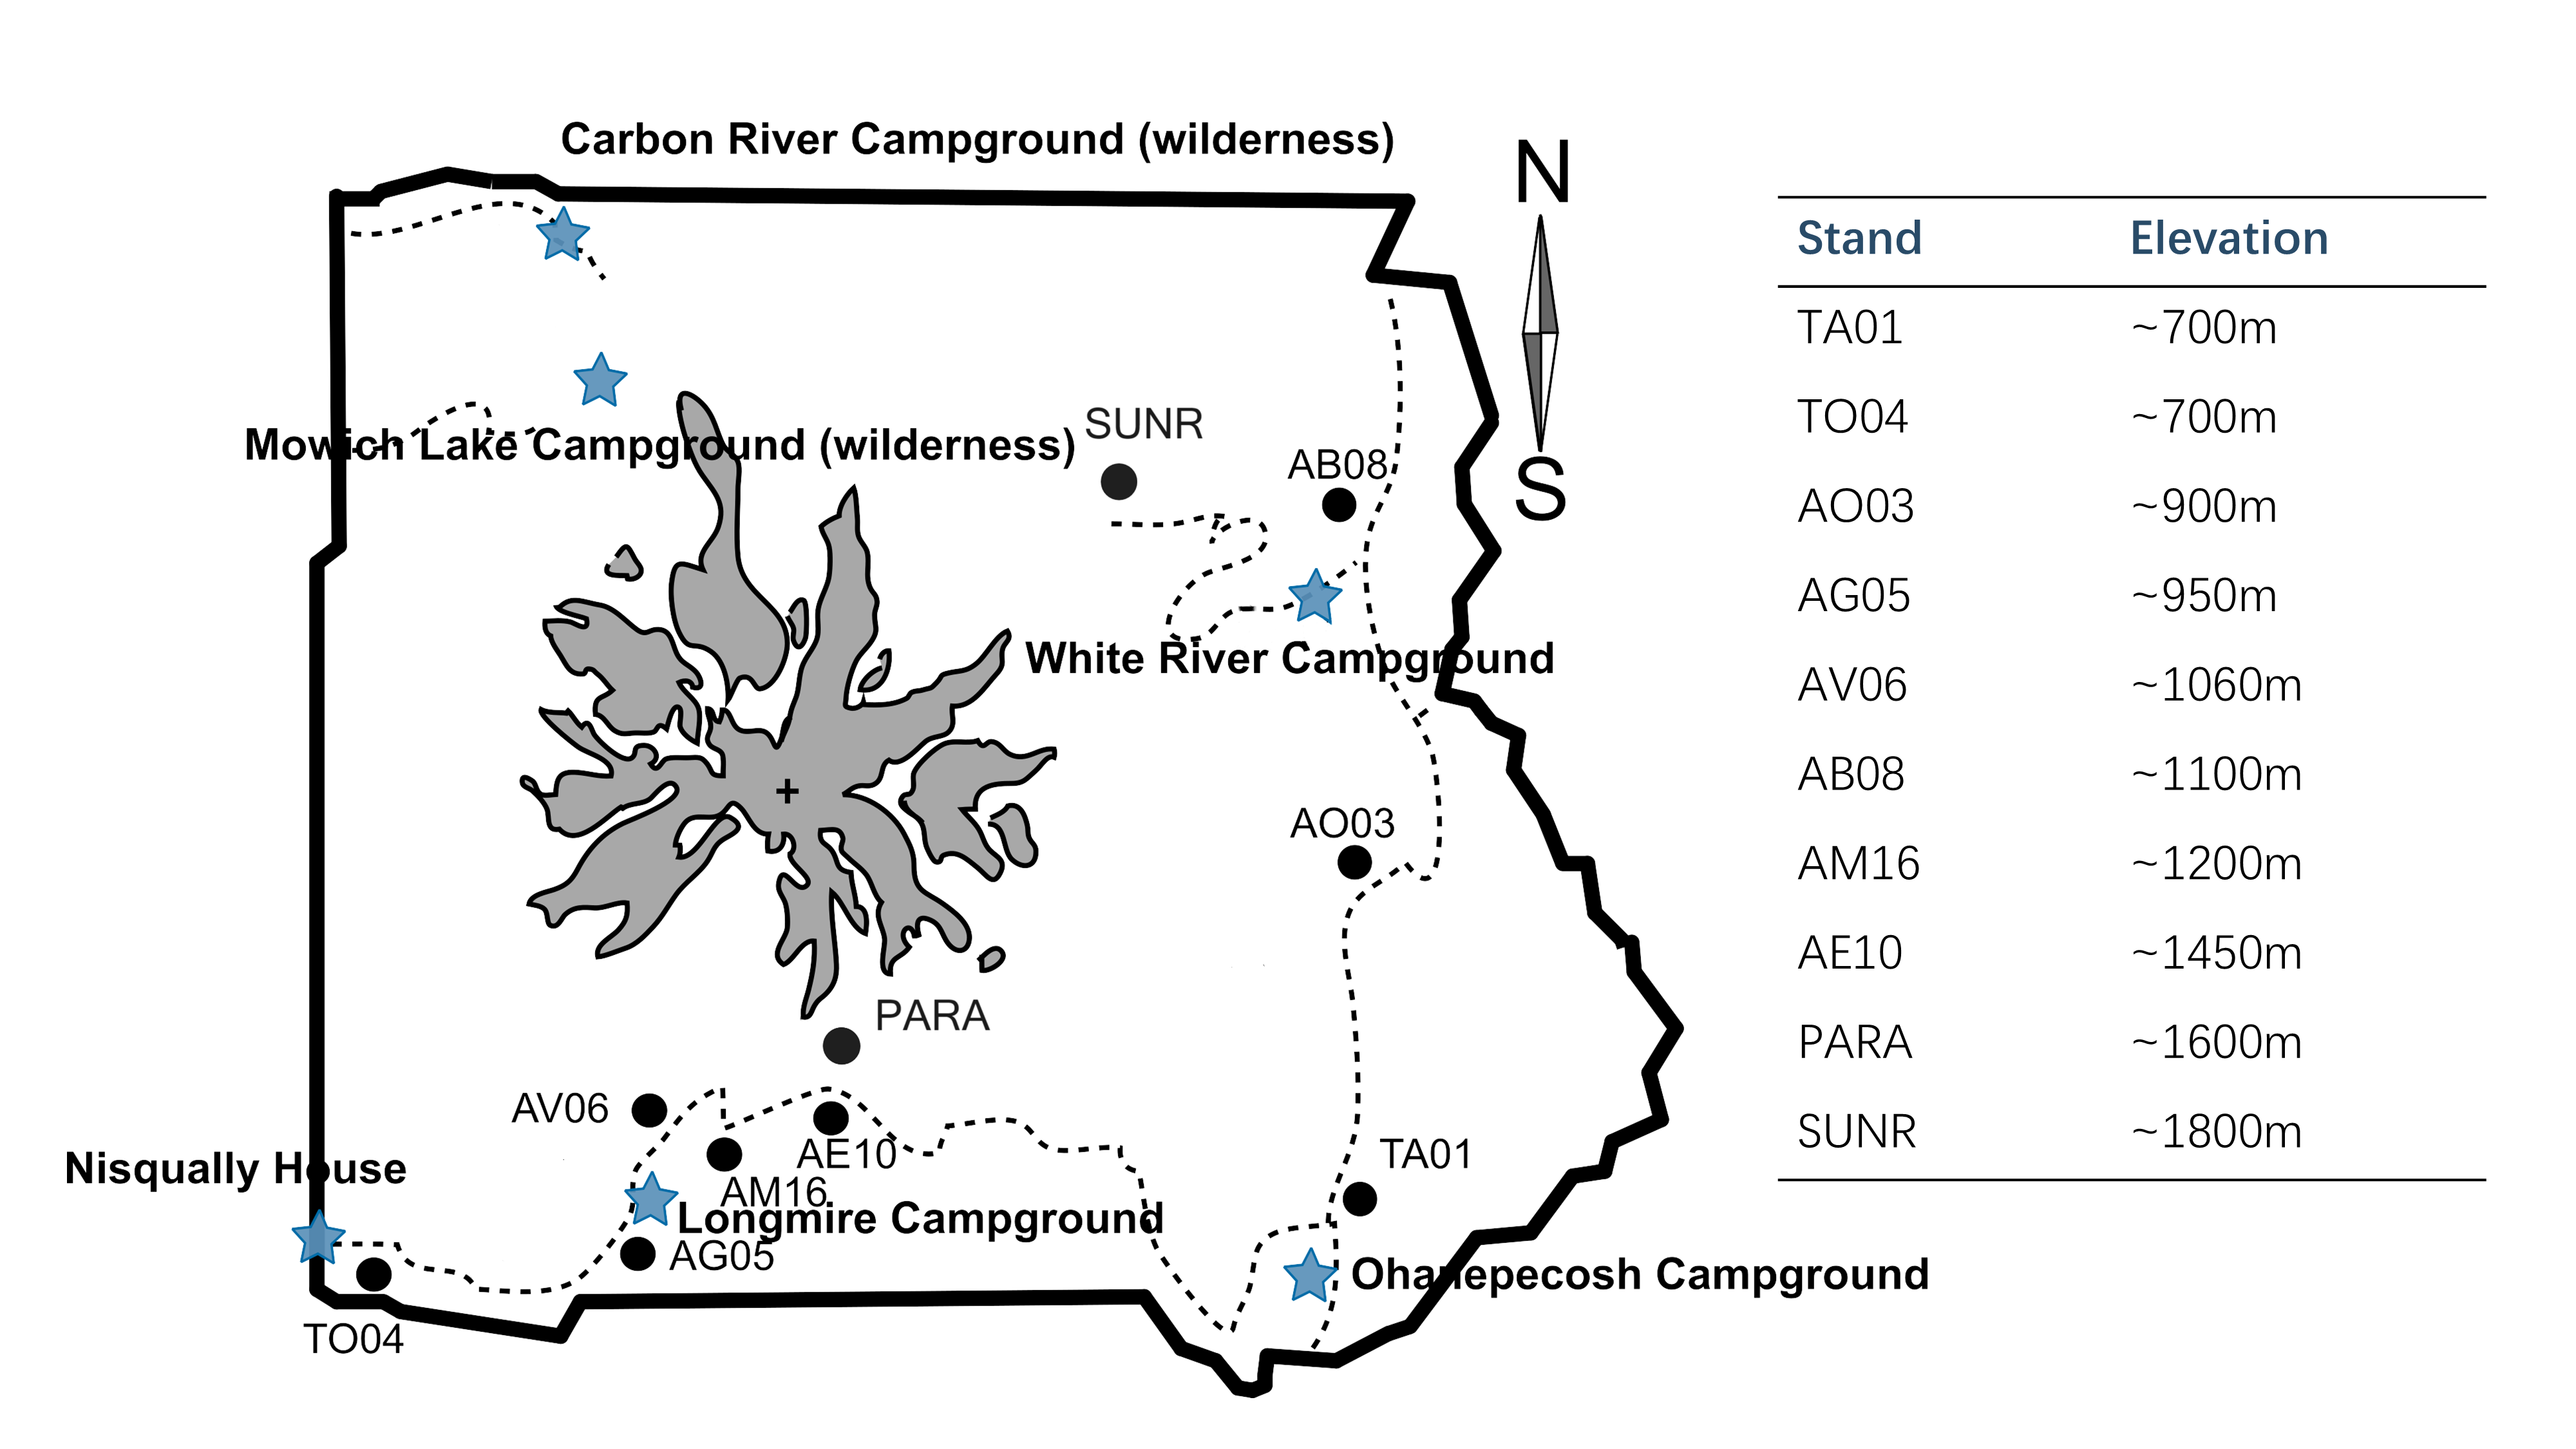 Carbon River Campground (wilderness)
N
S
Mowich Lake Campground (wilderness)
SUNR
AB08
White River Campground
AO03
PARA
AV06
AE10
AM16
TA01
Nisqually House
Longmire Campground
AG05
Ohanepecosh Campground
TO04
Stand Elevation
TA01 ~700m
TO04 ~700m
AO03 ~900m
AG05 ~950m
AV06 ~1060m
AB08 ~1100m
AM16 ~1200m
AE10 ~1450m
PARA ~1600m
SUNR ~1800m